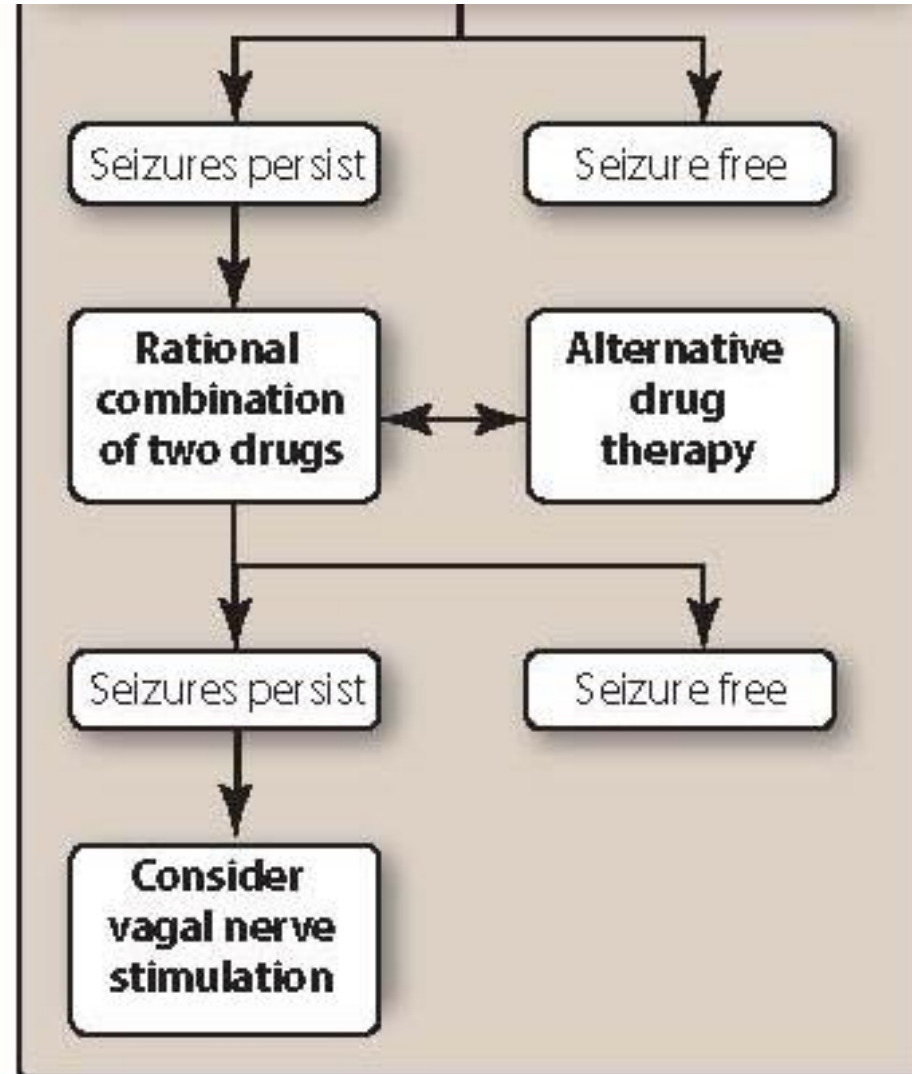 Seizures persist
Seizure free
Rational
combination
of two drugs
Alternative
drug
therapy
Seizures persist
Seizure free
Consider
vagal nerve
stimulation